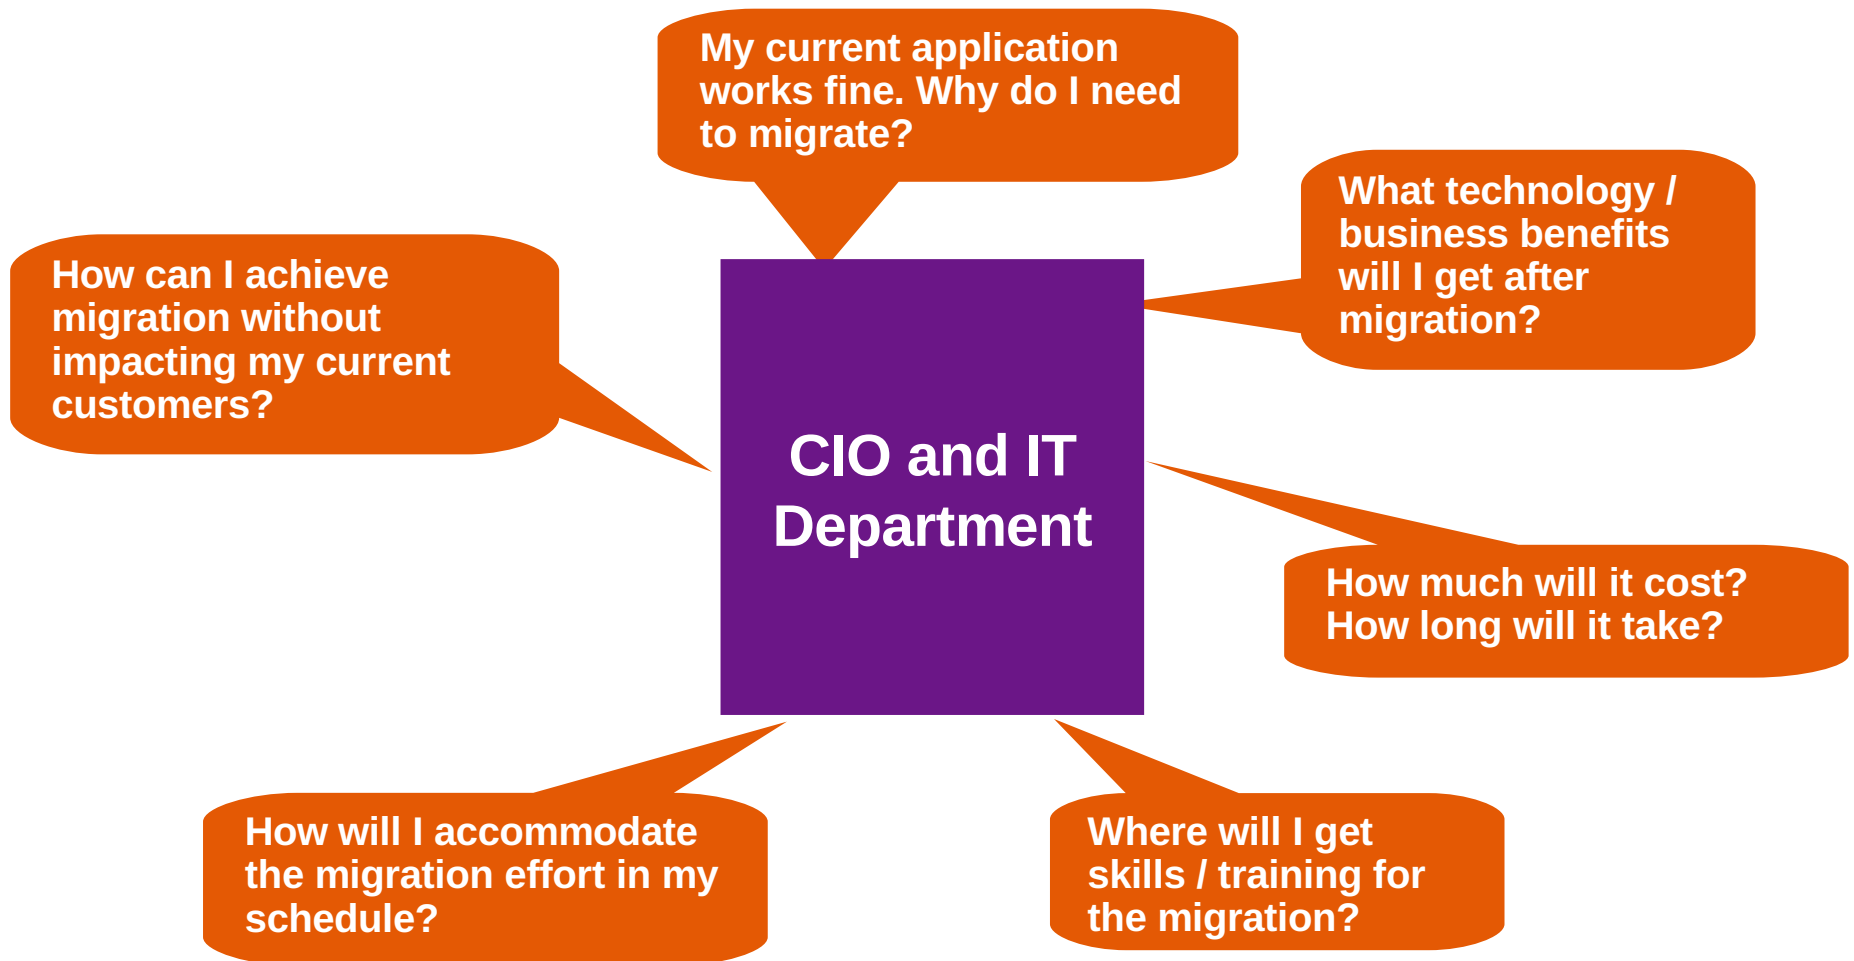 My current application
works fine. Why do I need
to migrate?
What technology /
business benefits
will I get after
migration?
How can I achieve
migration without
impacting my current
customers?
CIO and IT
Department
How much will it cost?
How long will it take?
How will I accommodate
the migration effort in my
schedule?
Where will I get
skills / training for
the migration?